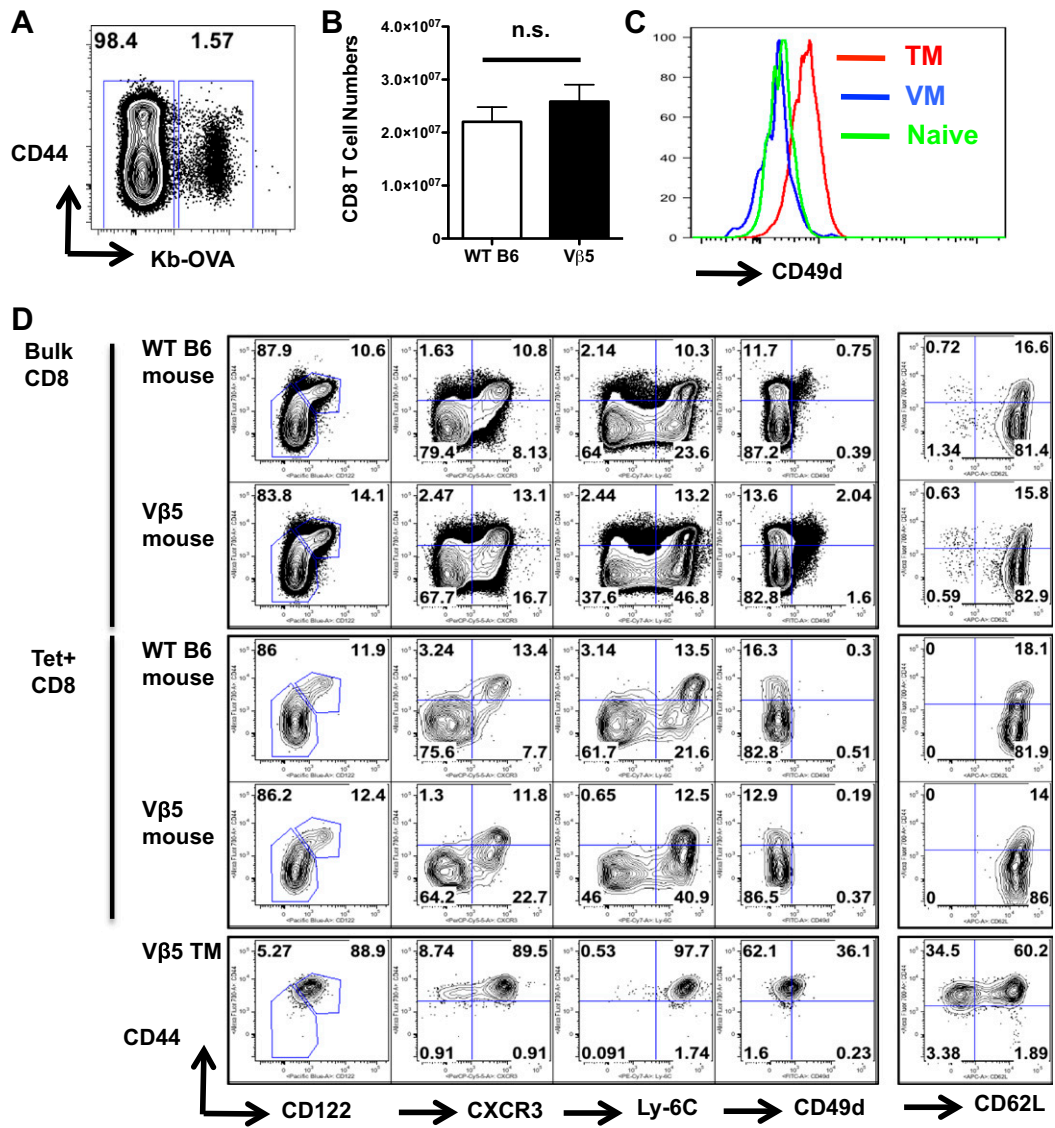 A
98.4 1.57
CD44
Kb-OVA
B
n.s.
CD8 T Cell Numbers
4.0×10⁰⁷
3.0×10⁰⁷
2.0×10⁰⁷
1.0×10⁰⁷
0
WT B6 Vβ5
C
100
80
60
40
20
0
TM
VM
Naive
CD49d
D
Bulk
CD8
WT B6
mouse
87.9 10.6
1.63 10.8
79.4 8.13
2.14 10.3
64 23.6
11.7 0.75
87.2 0.39
0.72 16.6
1.34 81.4
Vβ5
mouse
83.8 14.1
2.47 13.1
67.7 16.7
2.44 13.2
37.6 46.8
13.6 2.04
82.8 1.6
0.63 15.8
0.59 82.9
Tet+
CD8
WT B6
mouse
86 11.9
3.24 13.4
75.6 7.7
3.14 13.5
61.7 21.6
16.3 0.3
82.8 0.51
0 18.1
0 81.9
Vβ5
mouse
86.2 12.4
1.3 11.8
64.2 22.7
0.65 12.5
46 40.9
12.9 0.19
86.5 0.37
0 14
0 86
Vβ5 TM
5.27 88.9
8.74 89.5
0.91 0.91
0.53 97.7
0.091 1.74
62.1 36.1
1.6 0.23
34.5 60.2
3.38 1.89
CD44
CD122 CXCR3 Ly-6C CD49d CD62L